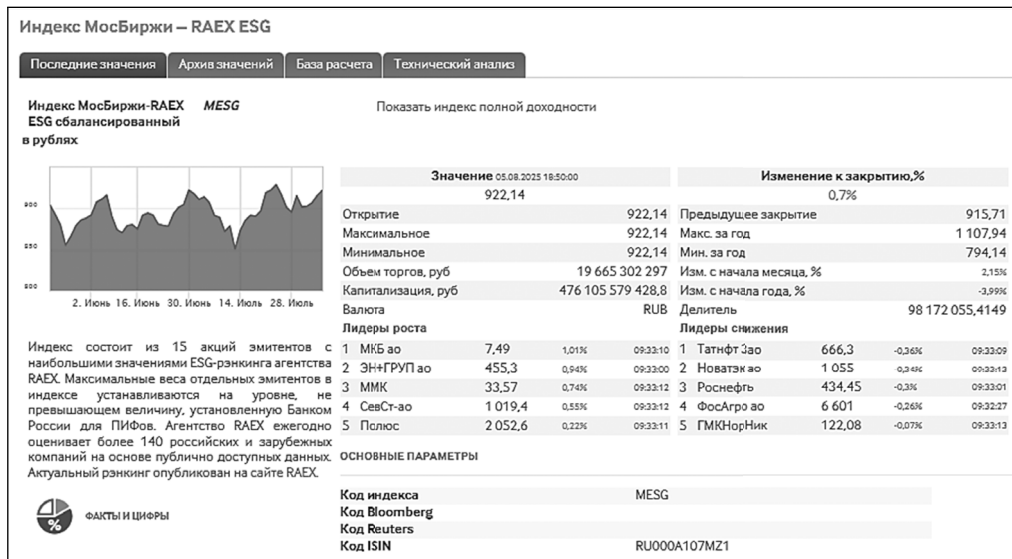 Индекс МосБиржи – RAEX ESG
Последние значения Архив значений База расчета Технический анализ
Индекс МосБиржи-RAEX MESG
ESG сбалансированный
в рублях
Показать индекс полной доходности
900
850
800
2. Июнь 16. Июнь 30. Июнь 14. Июль 28. Июль
Индекс состоит из 15 акций эмитентов с
наибольшими значениями ESG-рэнкинга агентства
RAEX. Максимальные веса отдельных эмитентов в
индексе устанавливаются на уровне, не
превышающем величину, установленную Банком
России для ПИФов. Агентство RAEX ежегодно
оценивает более 140 российских и зарубежных
компаний на основе публично доступных данных.
Актуальный рэнкинг опубликован на сайте RAEX.
% ФАКТЫ И ЦИФРЫ
Значение 05.08.2025 18:50:00
922,14
Открытие 922,14
Максимальное 922,14
Минимальное 922,14
Объем торгов, руб 19 665 302 297
Капитализация, руб 476 105 579 428,8
Валюта RUB
Лидеры роста
1 МКБ ао 7,49 1,01% 09:33:10
2 ЭН+ГРУП ао 455,3 0,94% 09:33:00
3 ММК 33,57 0,74% 09:33:12
4 СевСт-ао 1 019,4 0,55% 09:33:12
5 Полюс 2 052,6 0,22% 09:33:11
Изменение к закрытию,%
0,7%
Предыдущее закрытие 915,71
Макс. за год 1 107,94
Мин. за год 794,14
Изм. с начала месяца, % 2,15%
Изм. с начала года, % -3,99%
Делитель 98 172 055,4149
Лидеры снижения
1 Татнфт 3ао 666,3 -0,36% 09:33:09
2 Новатэк ао 1 055 -0,34% 09:33:13
3 Роснефть 434,45 -0,3% 09:33:01
4 ФосАгро ао 6 601 -0,26% 09:32:27
5 ГМКНорНик 122,08 -0,07% 09:33:13
ОСНОВНЫЕ ПАРАМЕТРЫ
Код индекса MESG
Код Bloomberg
Код Reuters
Код ISIN RU000A107MZ1